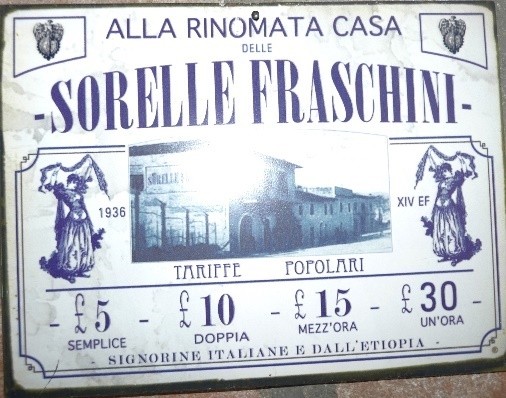 ALLA RINOMATA CASA
DELLE
-SORELLE FRASCHINI-
SORELLE
1936
XIV EF
TARIFFE POPOLARI
- £5 - £10 - £15 - £30 -
SEMPLICE DOPPIA MEZZ'ORA UN'ORA
- SIGNORINE ITALIANE E DALL'ETIOPIA -